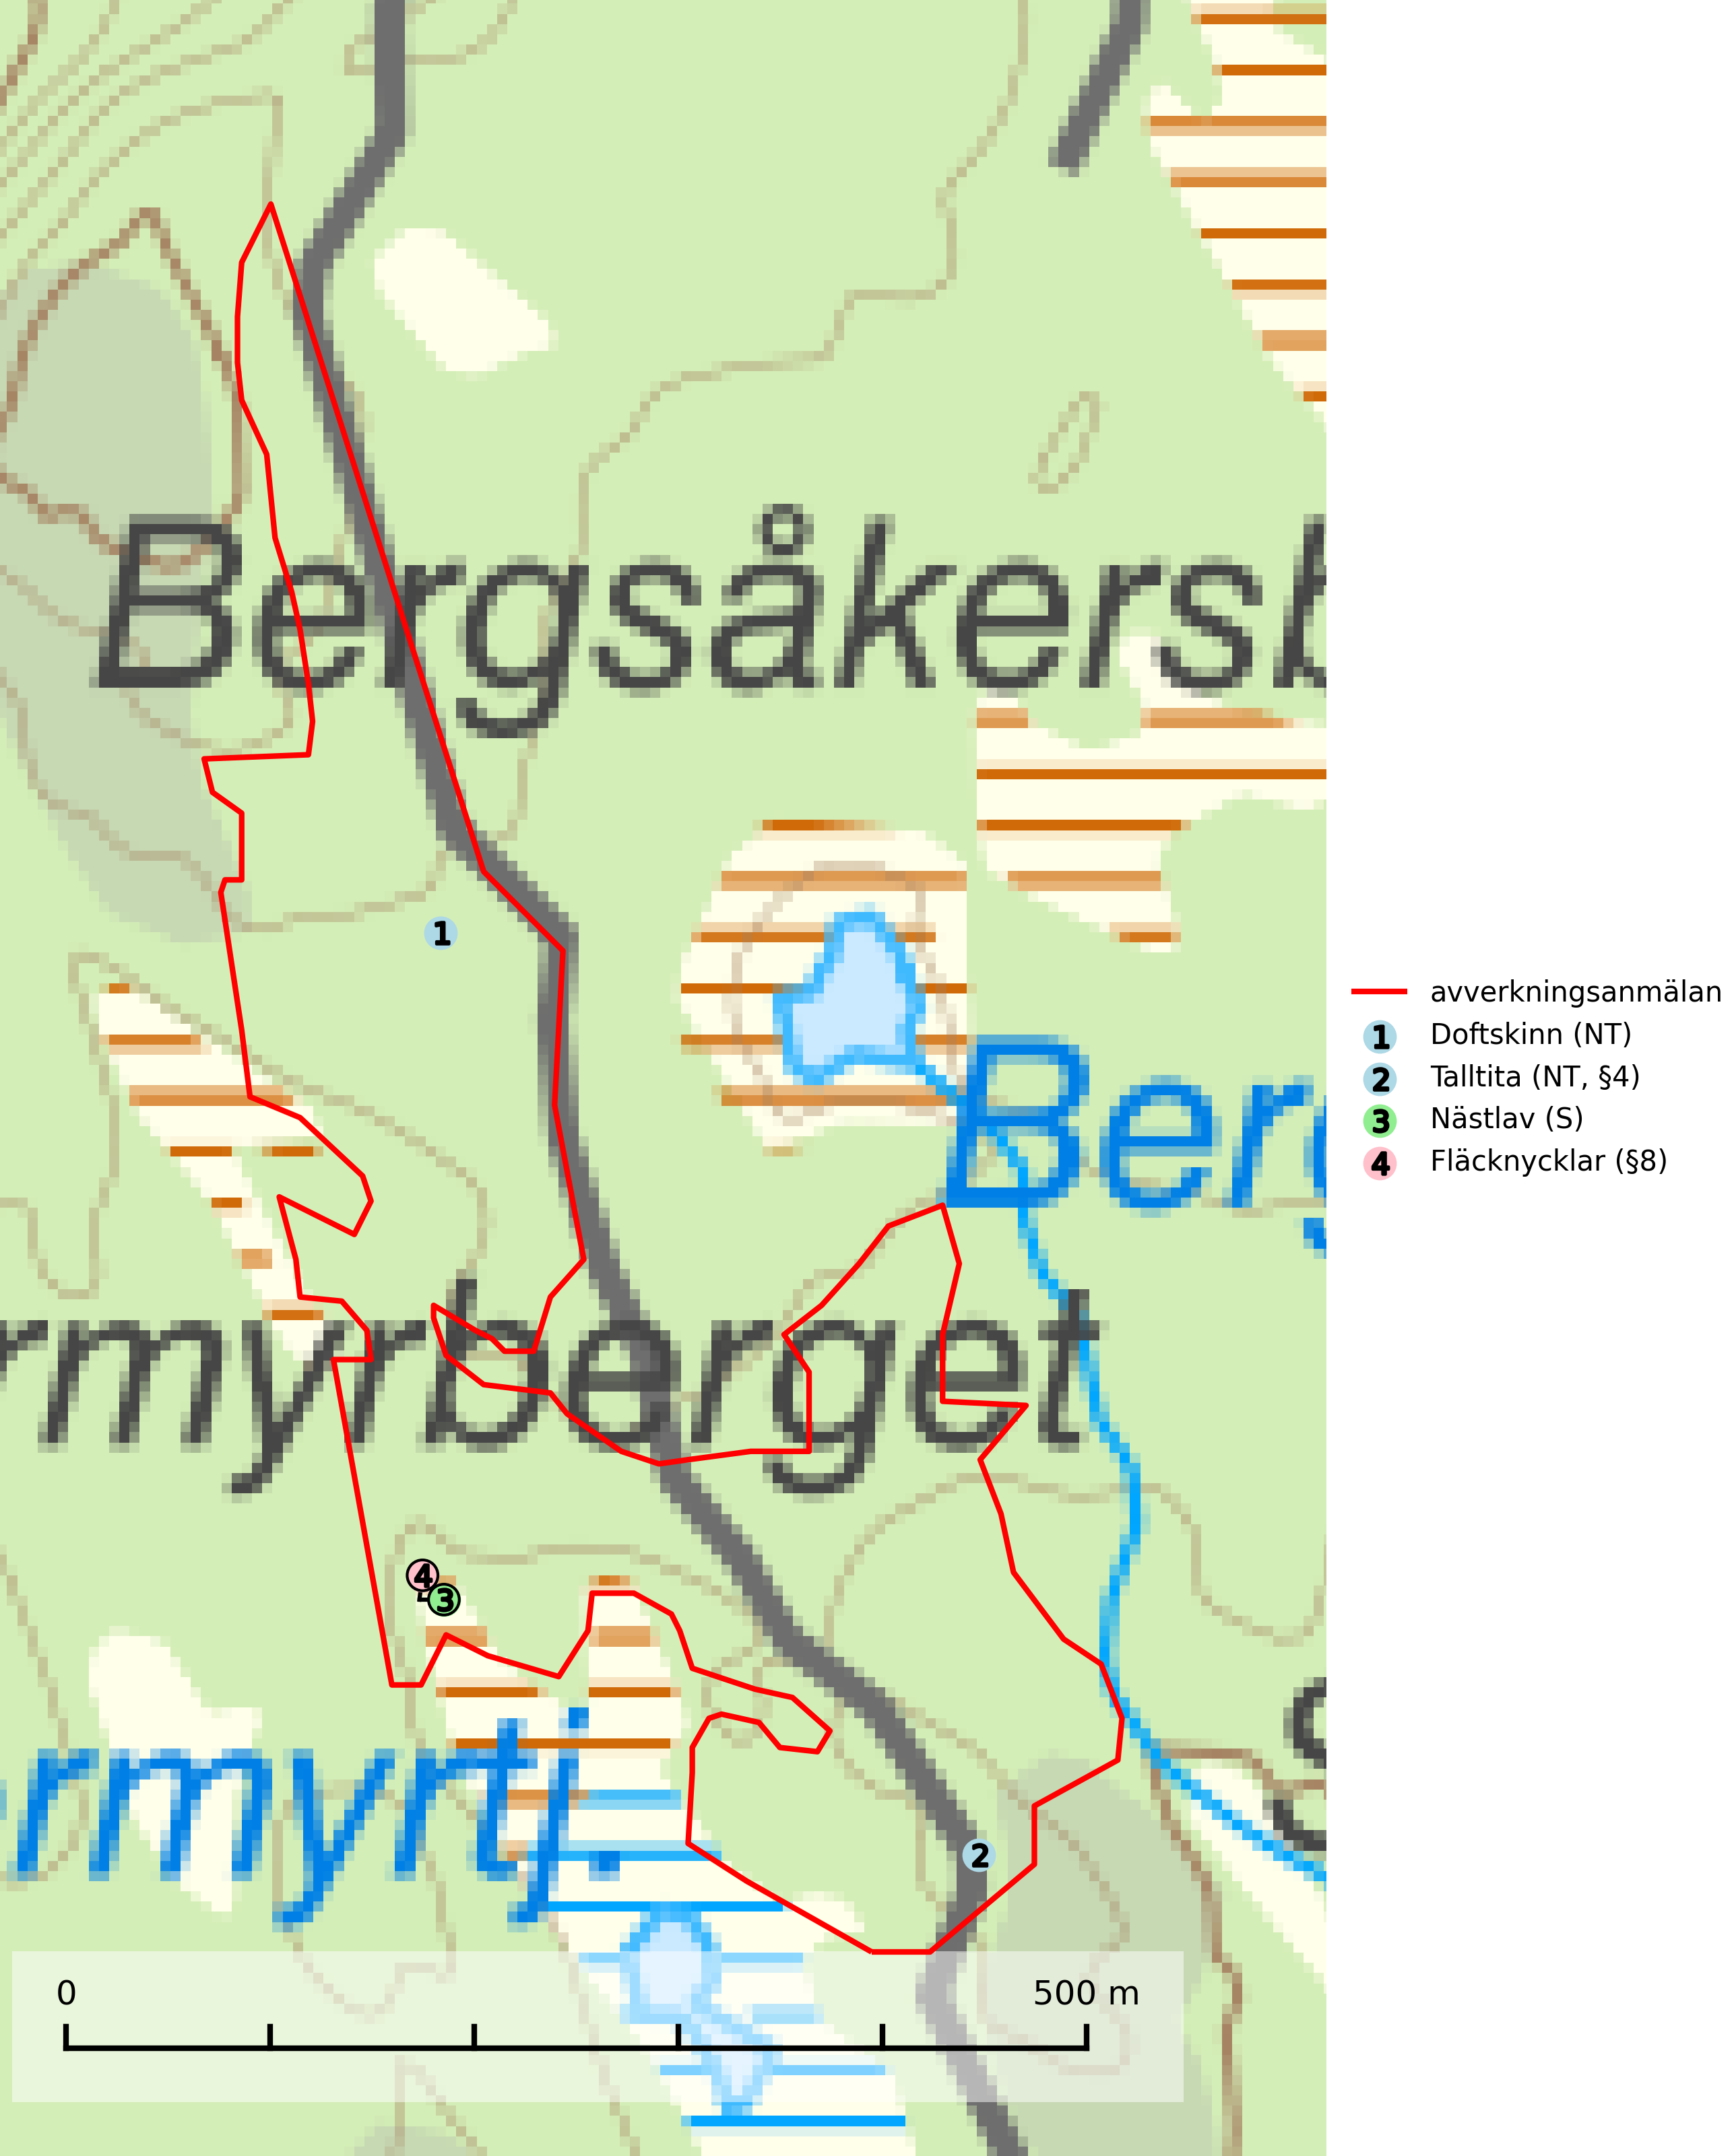 Bergsåkersb
1
Ber
rmyrberget
4
3
rmyrtj.
2
0
500 m
avverkningsanmälan
1 Doftskinn (NT)
2 Talltita (NT, §4)
3 Nästlav (S)
4 Fläcknycklar (§8)